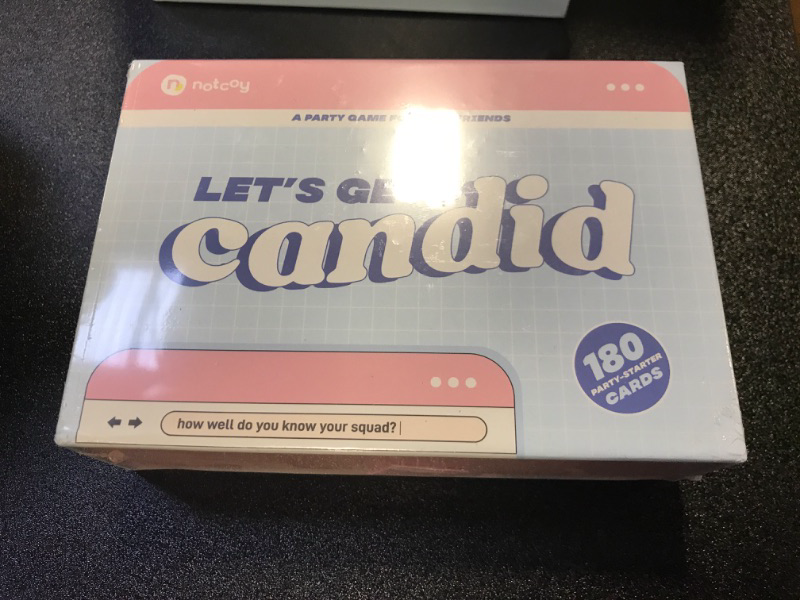 notcoy
A PARTY GAME FRIENDS
LET'S GE
candid
180
PARTY-STARTER
CARDS
how well do you know your squad?